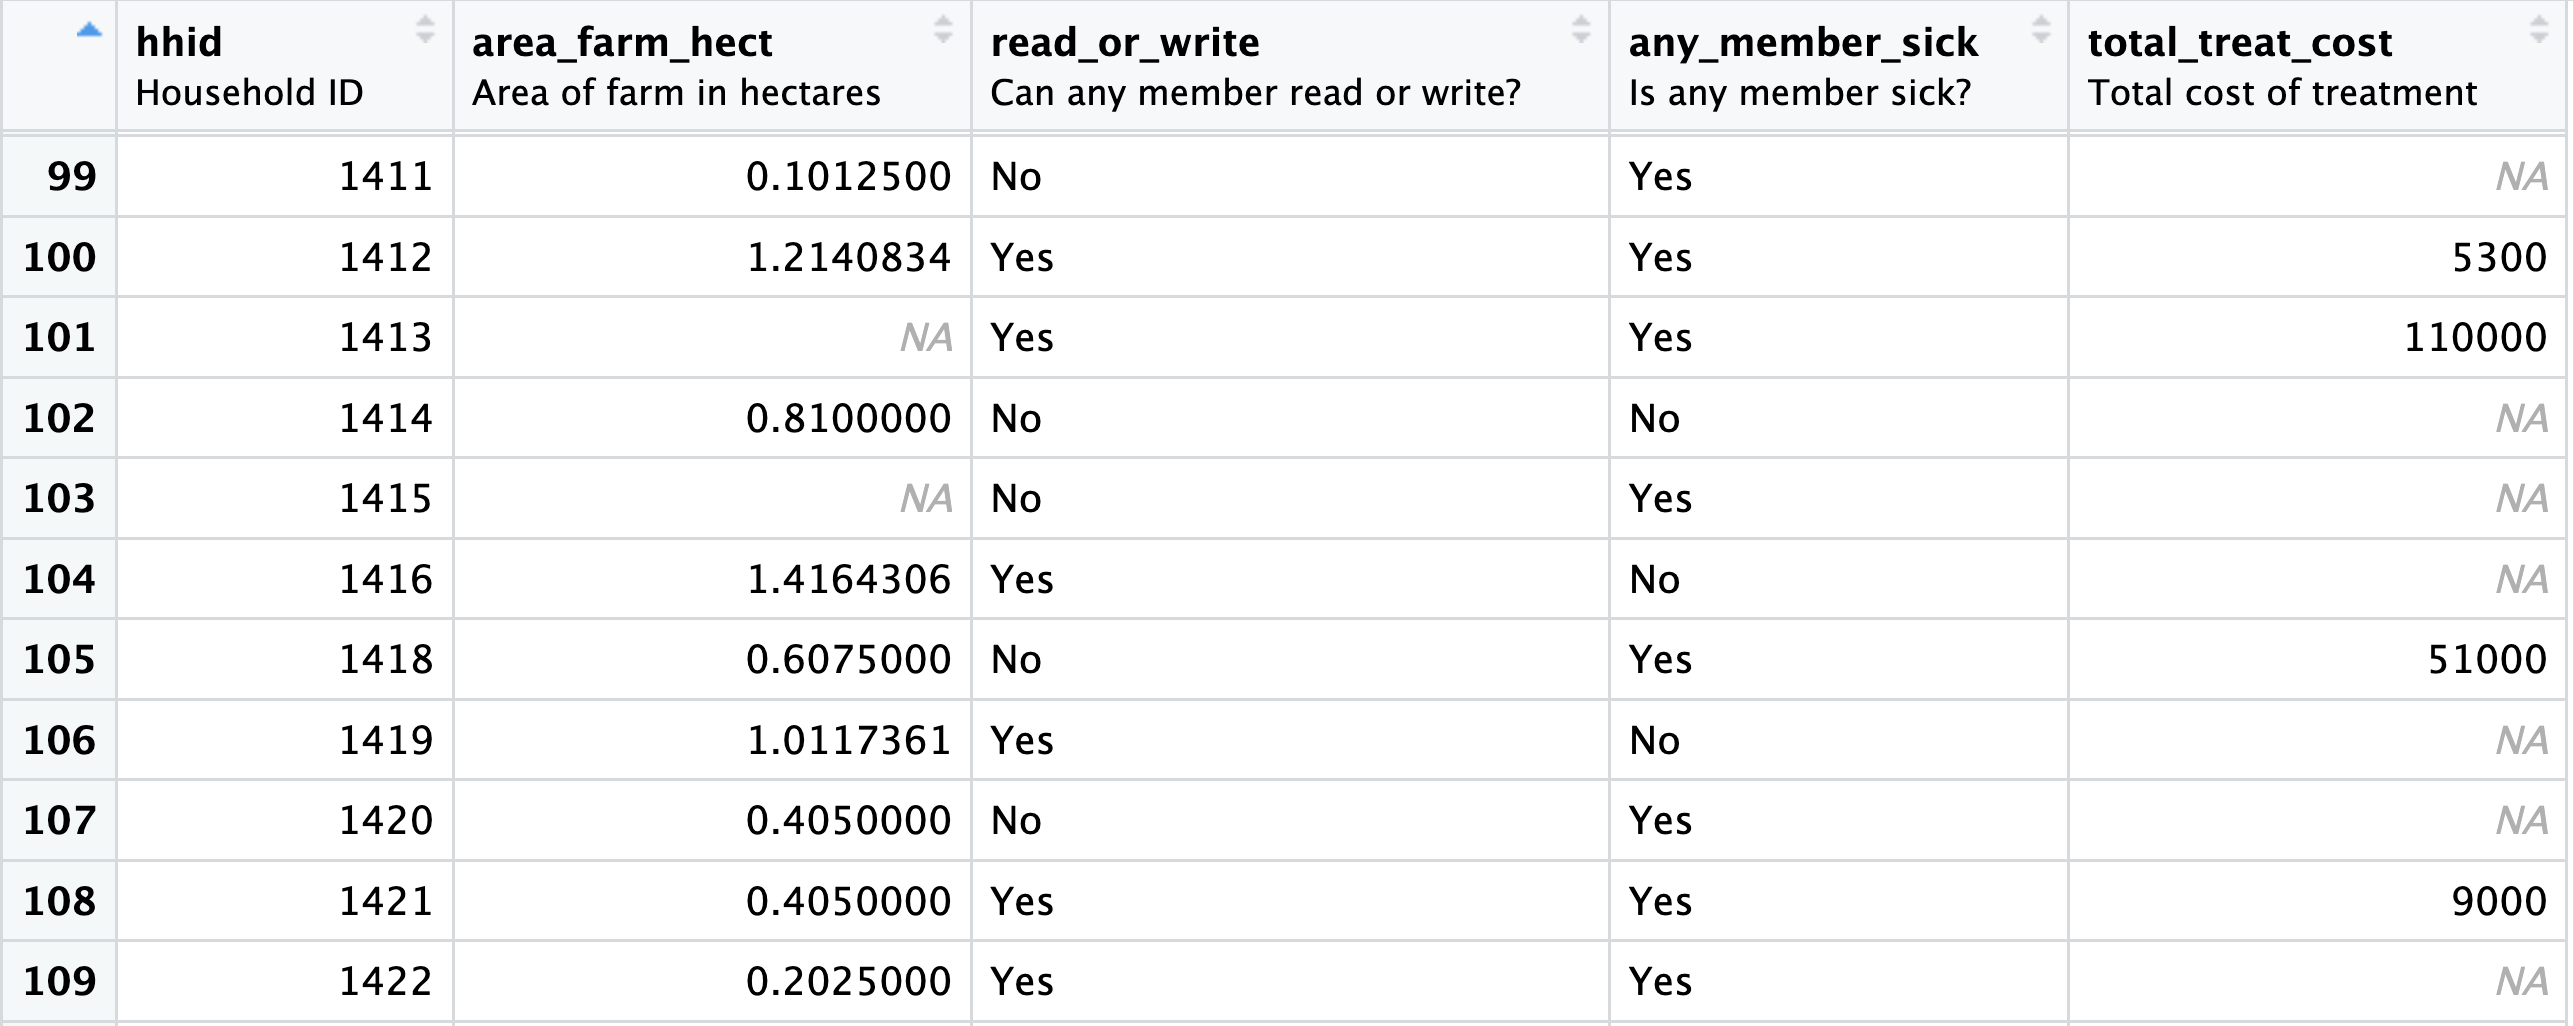 hhid area_farm_hect read_or_write any_member_sick total_treat_cost
Household ID Area of farm in hectares Can any member read or write? Is any member sick? Total cost of treatment
99 1411 0.1012500 No Yes NA
100 1412 1.2140834 Yes Yes 5300
101 1413 NA Yes Yes 110000
102 1414 0.8100000 No No NA
103 1415 NA No Yes NA
104 1416 1.4164306 Yes No NA
105 1418 0.6075000 No Yes 51000
106 1419 1.0117361 Yes No NA
107 1420 0.4050000 No Yes NA
108 1421 0.4050000 Yes Yes 9000
109 1422 0.2025000 Yes Yes NA